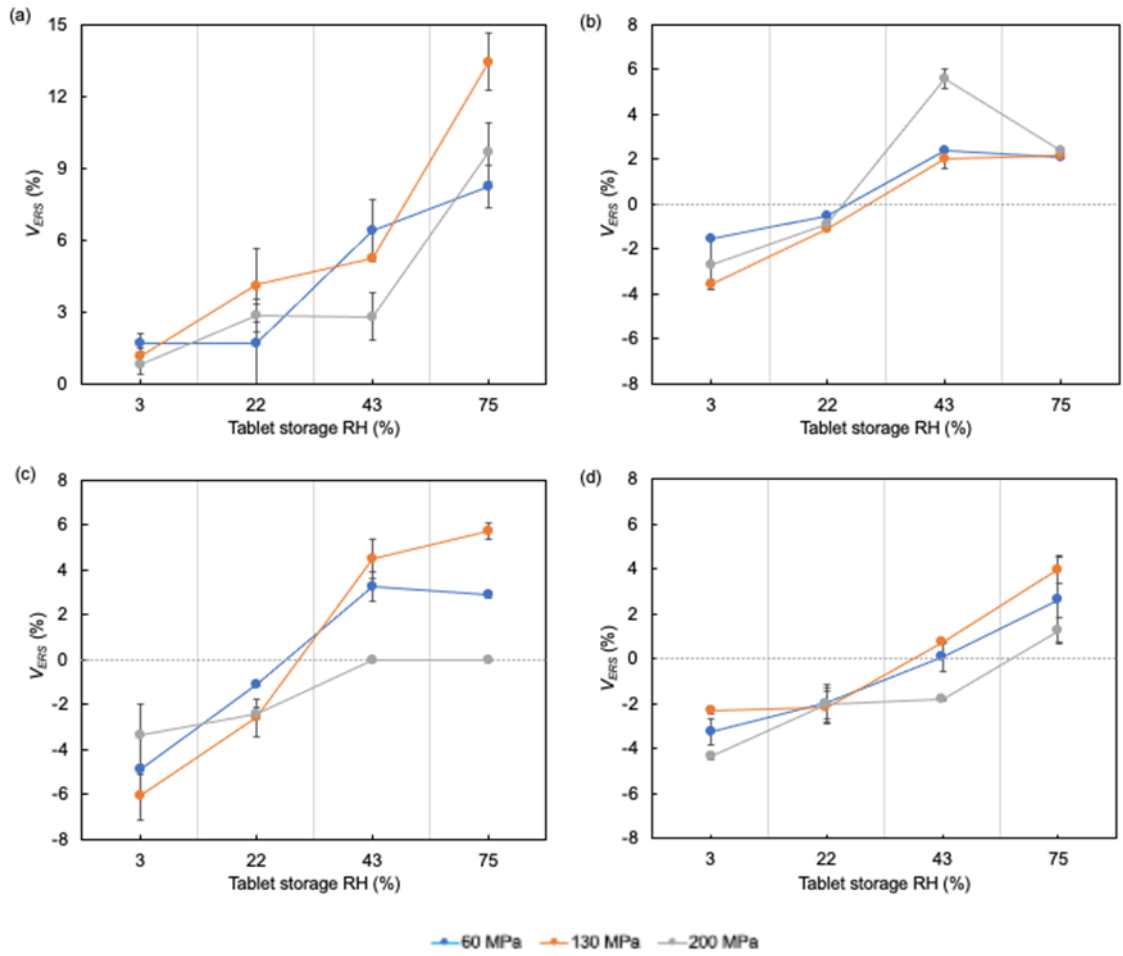 (a)
15
12
9
6
3
0
V_ERS (%)
3 22 43 75
Tablet storage RH (%)
(b)
8
6
4
2
0
-2
-4
-6
-8
V_ERS (%)
3 22 43 75
Tablet storage RH (%)
(c)
8
6
4
2
0
-2
-4
-6
-8
V_ERS (%)
3 22 43 75
Tablet storage RH (%)
(d)
8
6
4
2
0
-2
-4
-6
-8
V_ERS (%)
3 22 43 75
Tablet storage RH (%)
60 MPa 130 MPa 200 MPa